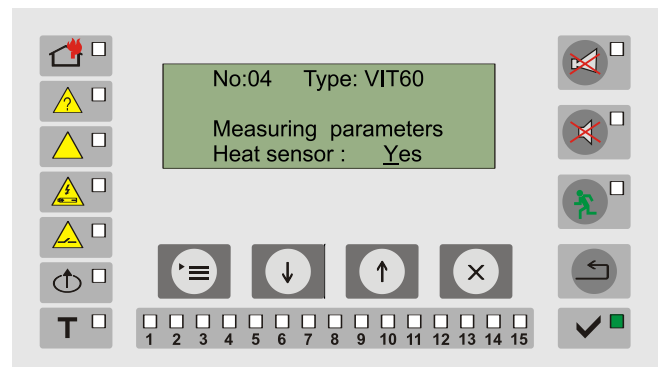 No:04 Type: VIT60
Measuring parameters
Heat sensor : Yes
?
T
1 2 3 4 5 6 7 8 9 10 11 12 13 14 15